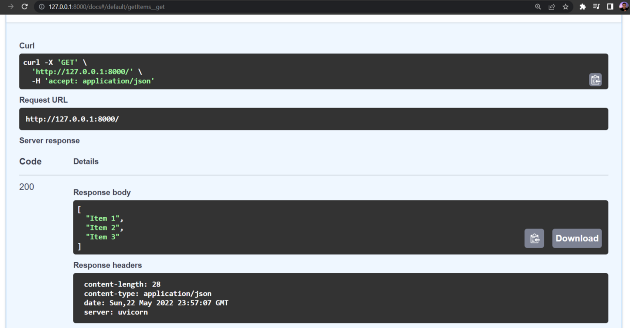 127.0.0.1:8000/docs#/default/getItems__get
Curl
curl -X 'GET' \
'http://127.0.0.1:8000/' \
-H 'accept: application/json'
Request URL
http://127.0.0.1:8000/
Server response
Code Details
200
Response body
[
"Item 1",
"Item 2",
"Item 3"
]
Download
Response headers
content-length: 28
content-type: application/json
date: Sun,22 May 2022 23:57:07 GMT
server: uvicorn